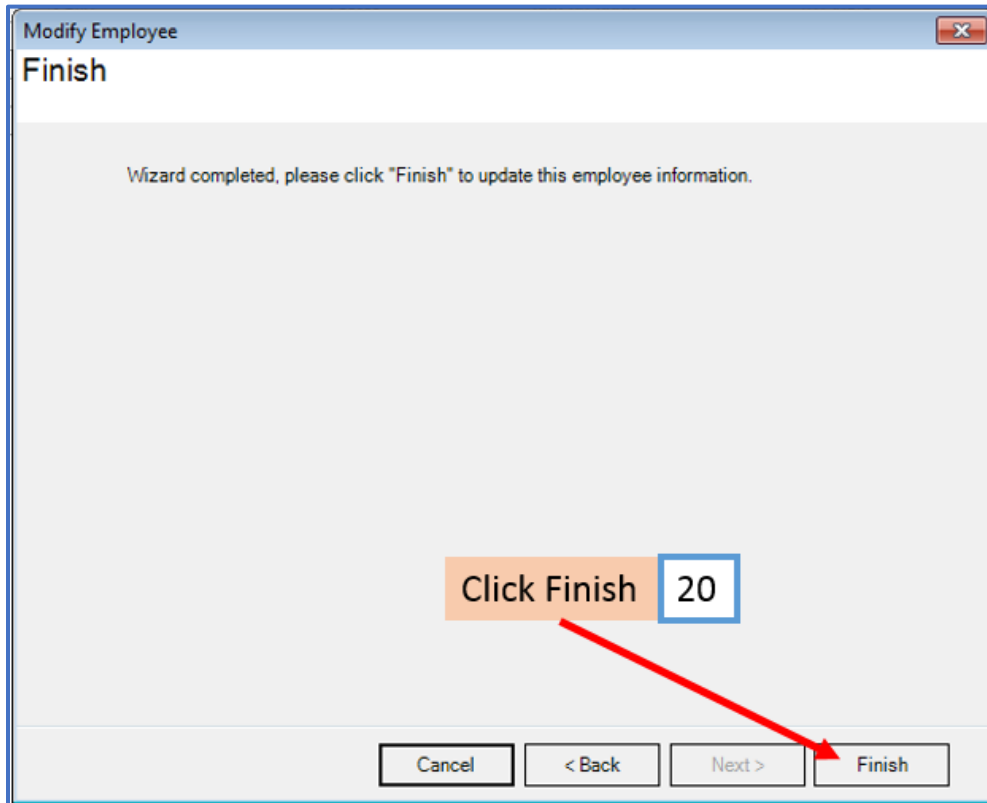 Modify Employee
Finish
Wizard completed, please click "Finish" to update this employee information.
Click Finish 20
Cancel < Back Next > Finish